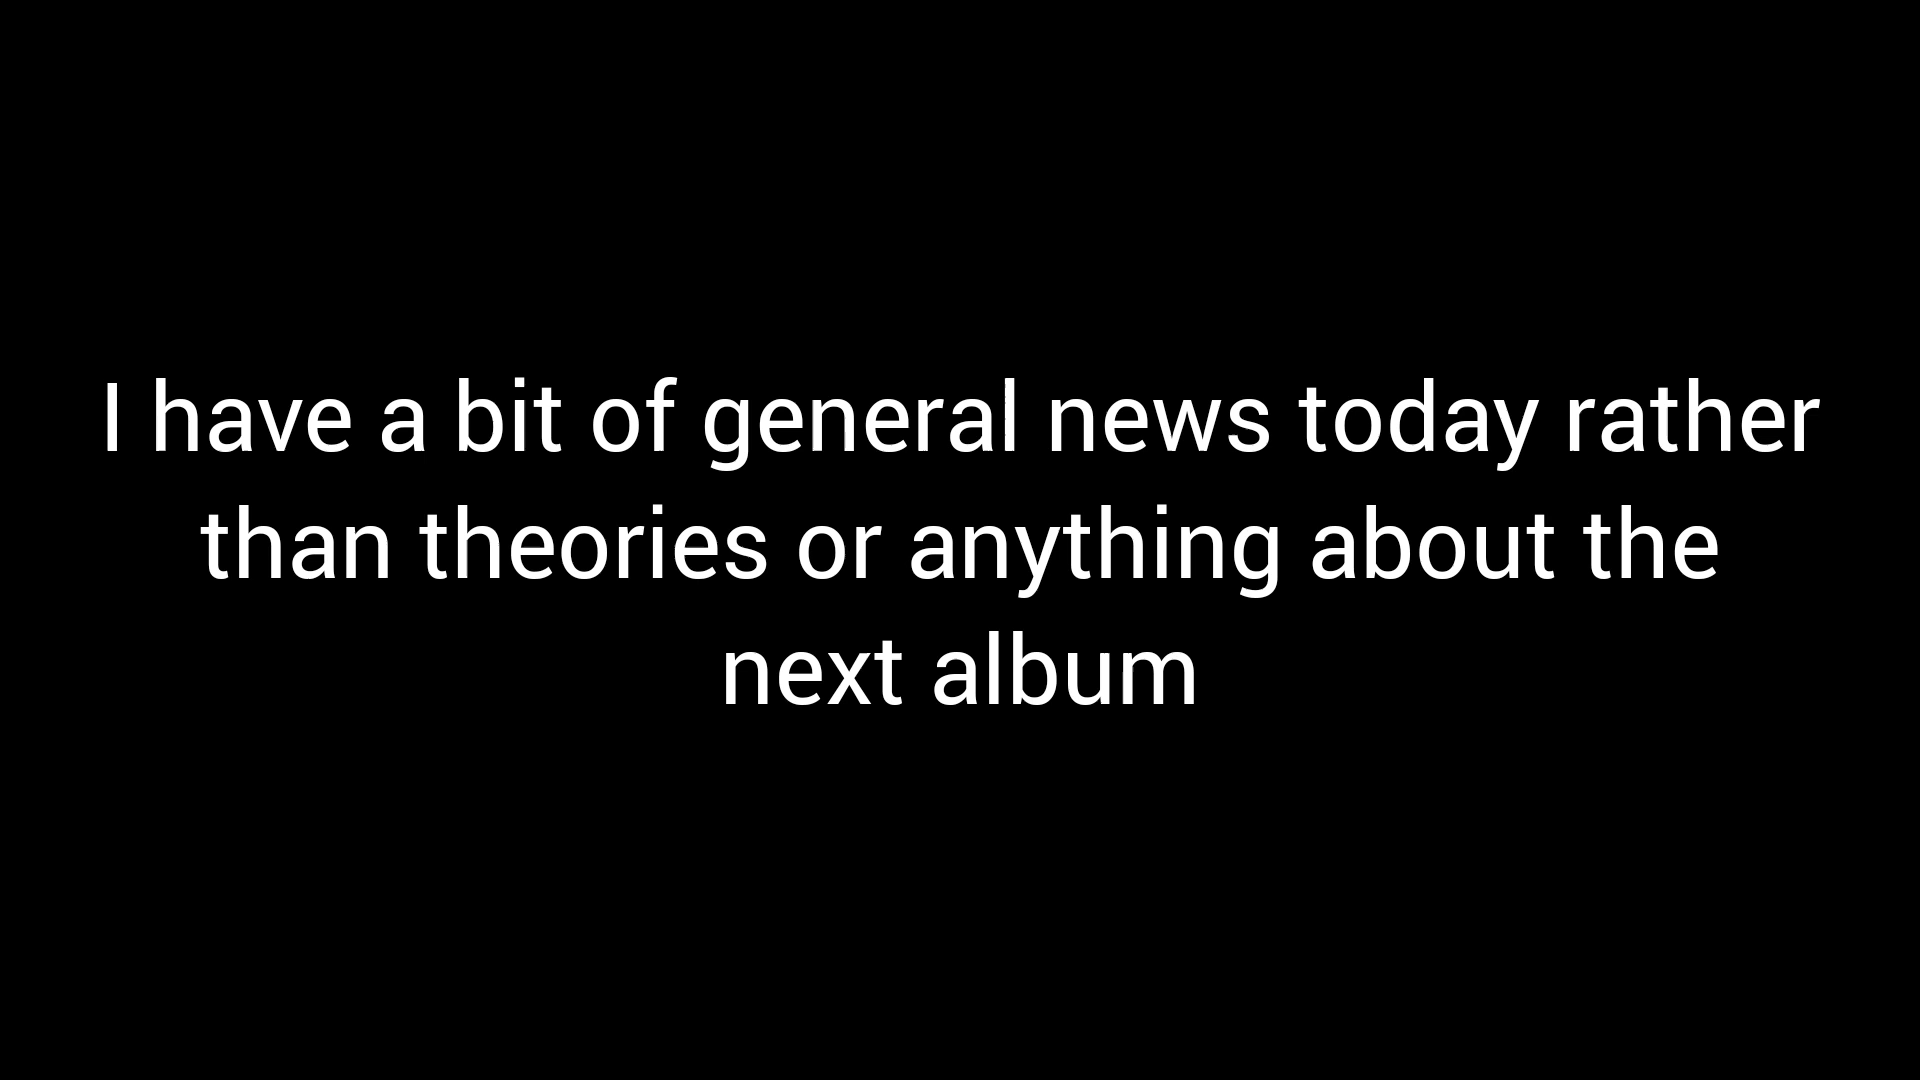 I have a bit of general news today rather
than theories or anything about the
next album